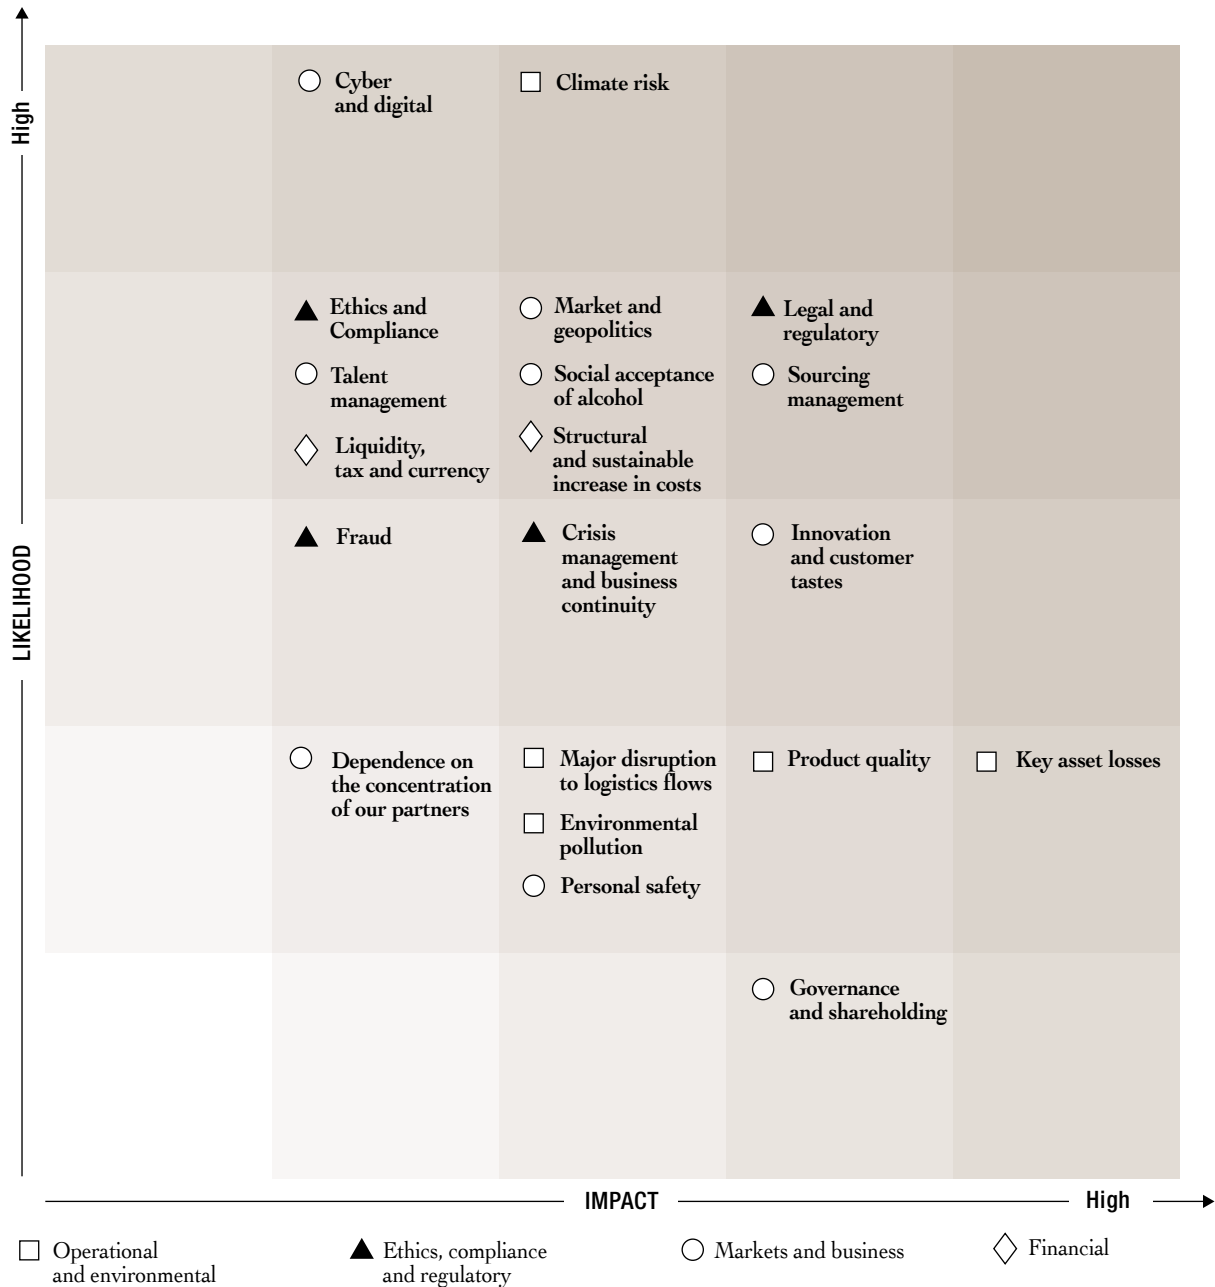 High
LIKELIHOOD
Cyber
and digital
Climate risk
Ethics and
Compliance
Market and
geopolitics
Legal and
regulatory
Talent
management
Social acceptance
of alcohol
Sourcing
management
Liquidity,
tax and currency
Structural
and sustainable
increase in costs
Fraud
Crisis
management
and business
continuity
Innovation
and customer
tastes
Dependence on
the concentration
of our partners
Major disruption
to logistics flows
Product quality
Key asset losses
Environmental
pollution
Personal safety
Governance
and shareholding
IMPACT
High
Operational
and environmental
Ethics, compliance
and regulatory
Markets and business
Financial